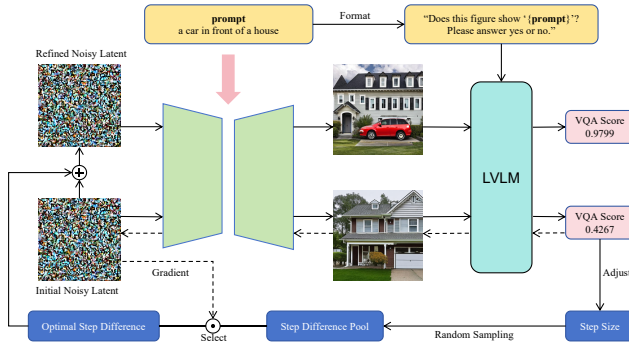 prompt
a car in front of a house
Format
“Does this figure show ‘{prompt}’?
Please answer yes or no.”
Refined Noisy Latent
LVLM
VQA Score
0.9799
VQA Score
0.4267
Gradient
Initial Noisy Latent
Adjust
Optimal Step Difference
Select
Step Difference Pool
Random Sampling
Step Size